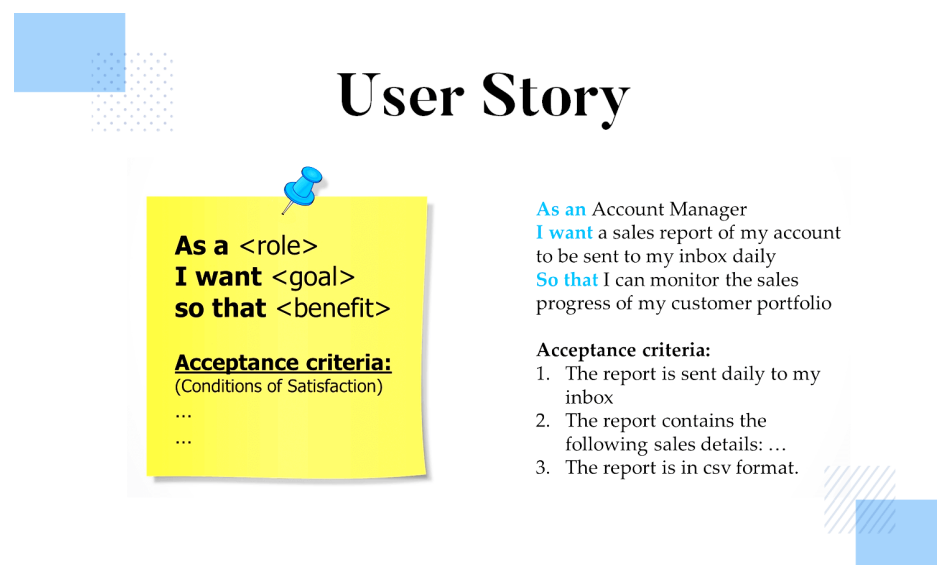 User Story
As a <role>
I want <goal>
so that <benefit>
Acceptance criteria:
(Conditions of Satisfaction)
...
...
As an Account Manager
I want a sales report of my account
to be sent to my inbox daily
So that I can monitor the sales
progress of my customer portfolio
Acceptance criteria:
1. The report is sent daily to my
inbox
2. The report contains the
following sales details: …
3. The report is in csv format.